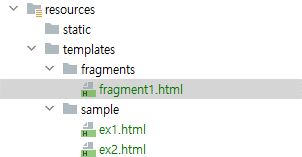 resources
static
templates
fragments
fragment1.html
sample
ex1.html
ex2.html